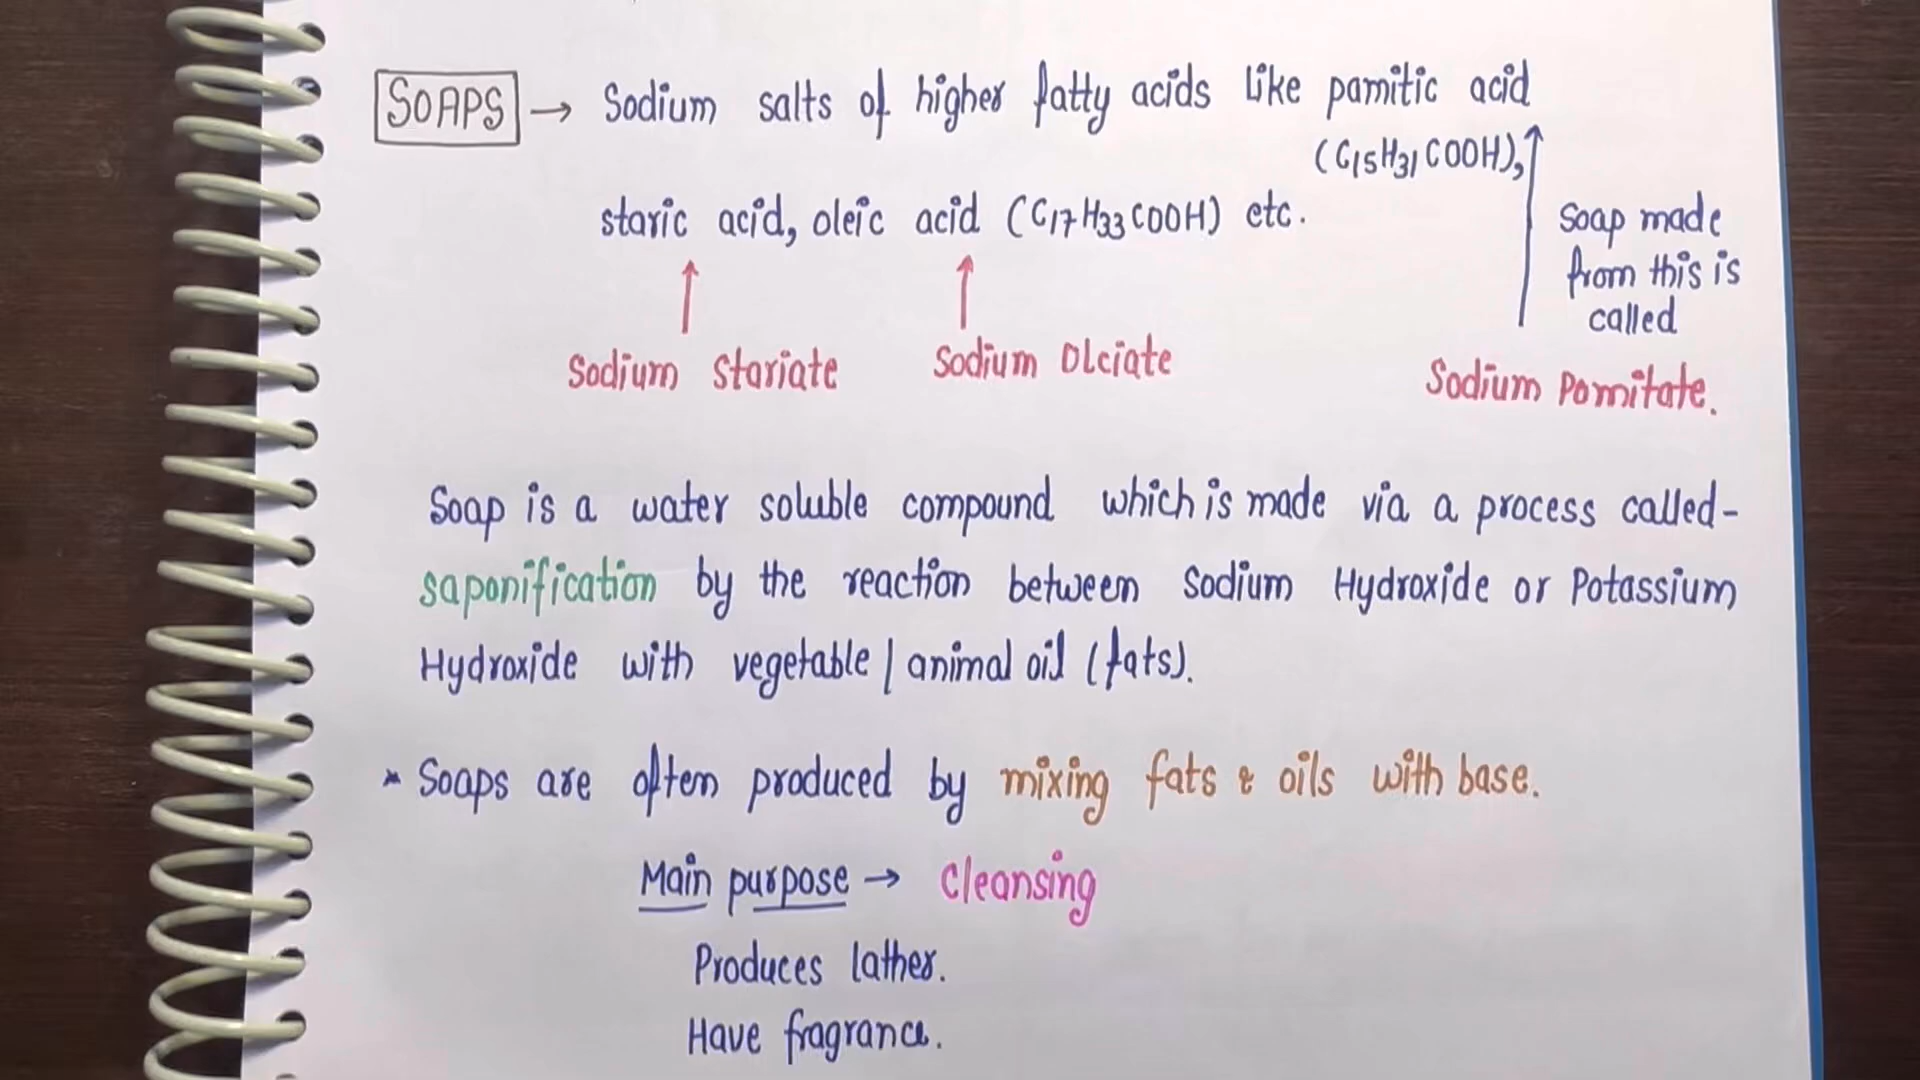 SOAPS → Sodium salts of higher fatty acids like pamitic acid
(C15H31COOH),
staric acid, oleic acid (C17H33COOH) etc.
Soap made
from this is
called
Sodium Stariate
Sodium Olciate
Sodium Pamitate.
Soap is a water soluble compound which is made via a process called-
saponification by the reaction between Sodium Hydroxide or Potassium
Hydroxide with vegetable / animal oil (fats).
* Soaps are often produced by mixing fats & oils with base.
Main purpose → Cleansing
Produces lather.
Have fragrance.